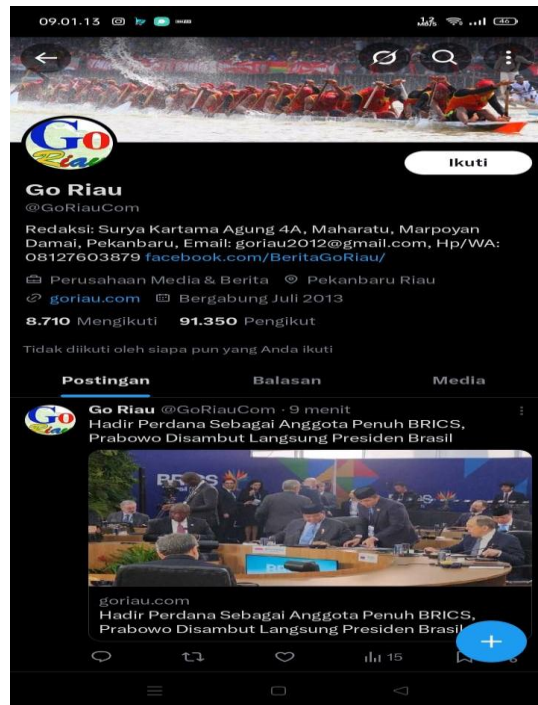 09.01.13
46
Go
Riau
Ikuti
Go Riau
@GoRiauCom
Redaksi: Surya Kartama Agung 4A, Maharatu, Marpoyan
Damai, Pekanbaru, Email: goriau2012@gmail.com, Hp/WA:
08127603879 facebook.com/BeritaGoRiau/
Perusahaan Media & Berita Pekanbaru Riau
goriau.com Bergabung Juli 2013
8.710 Mengikuti 91.350 Pengikut
Tidak diikuti oleh siapa pun yang Anda ikuti
Postingan Balasan Media
Go
Riau
Go Riau @GoRiauCom · 9 menit
Hadir Perdana Sebagai Anggota Penuh BRICS,
Prabowo Disambut Langsung Presiden Brasil
BRICS
goriau.com
Hadir Perdana Sebagai Anggota Penuh BRICS,
Prabowo Disambut Langsung Presiden Brasil
15